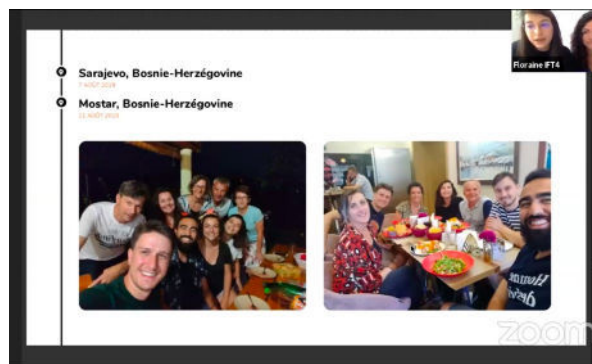 Sarajevo, Bosnie-Herzégovine
Mostar, Bosnie-Herzégovine
Floraine IFT4
zoom